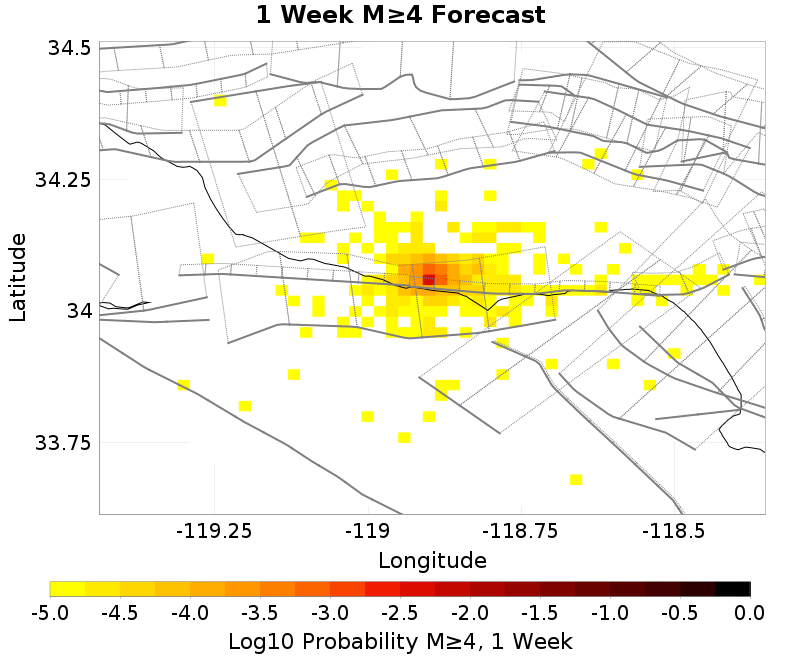 1 Week M≥4 Forecast
34.5
34.25
34
33.75
Latitude
-119.25 -119 -118.75 -118.5
Longitude
-5.0 -4.5 -4.0 -3.5 -3.0 -2.5 -2.0 -1.5 -1.0 -0.5 0.0
Log10 Probability M≥4, 1 Week